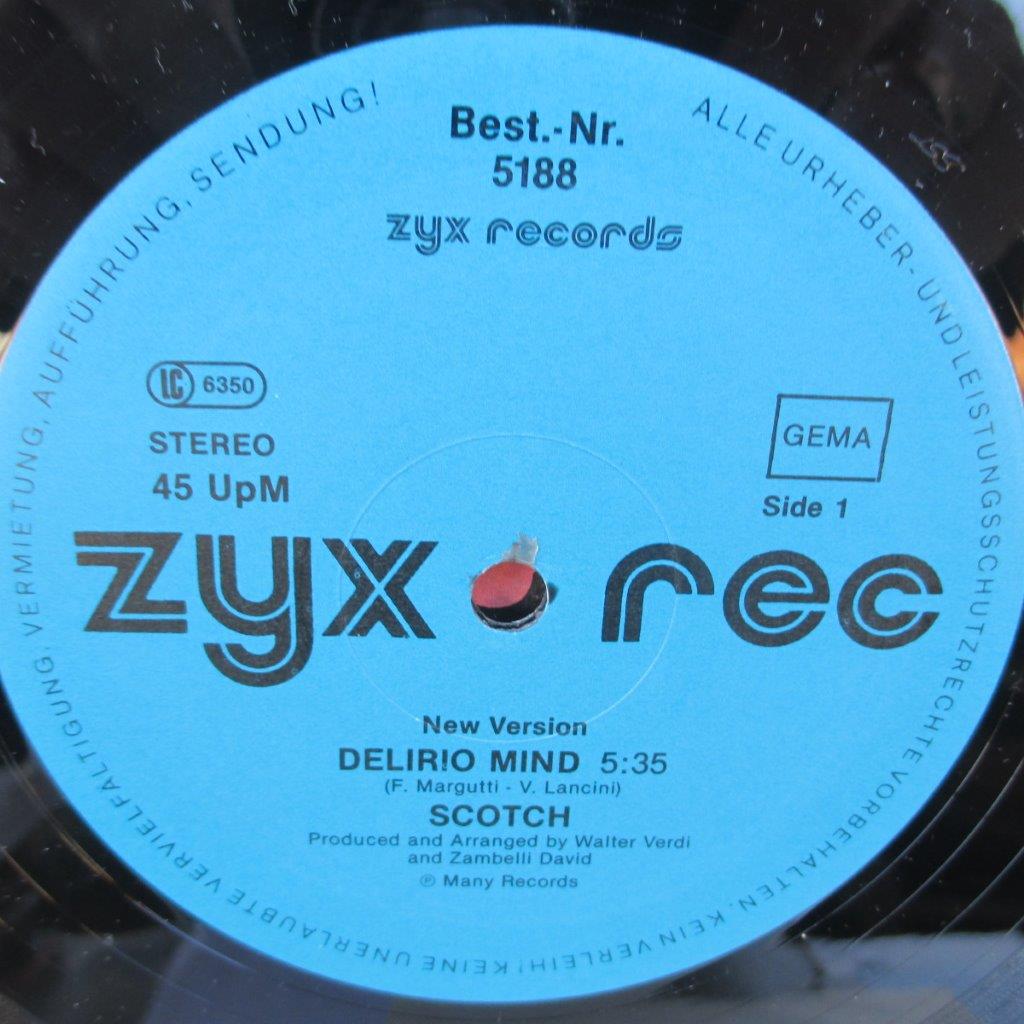 ALLE URHEBER- UND LEISTUNGSSCHUTZRECHTE VORBEHALTEN. KEIN VERLEIH! KEINE UNERLAUBTE VERVIELFÄLTIGUNG, VERMIETUNG, AUFFÜHRUNG, SENDUNG!
Best.-Nr.
5188
zyx records
LC 6350
STEREO
45 UpM
GEMA
Side 1
zyx rec
New Version
DELIRIO MIND 5:35
(F. Margutti - V. Lancini)
SCOTCH
Produced and Arranged by Walter Verdi
and Zambelli David
℗ Many Records